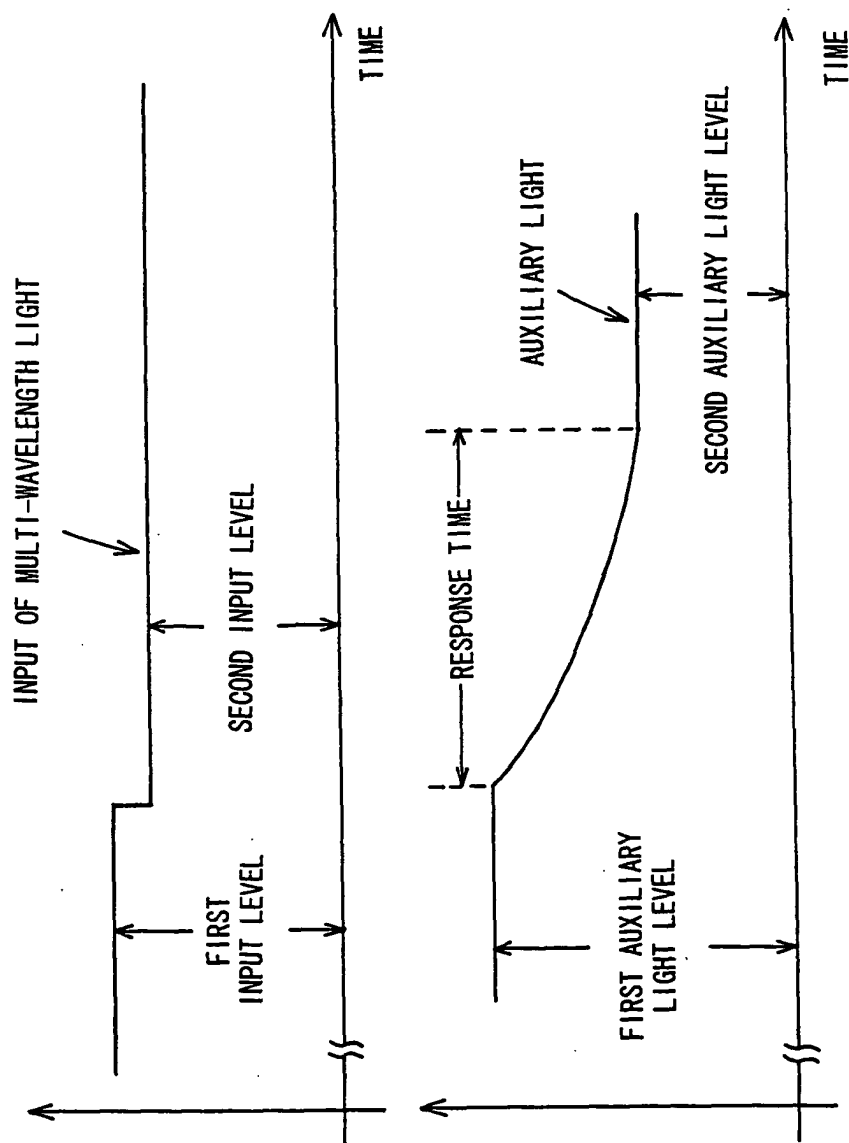 INPUT OF MULTI-WAVELENGTH LIGHT
FIRST
INPUT LEVEL
SECOND INPUT LEVEL
TIME
RESPONSE TIME
AUXILIARY LIGHT
FIRST AUXILIARY
LIGHT LEVEL
SECOND AUXILIARY LIGHT LEVEL
TIME